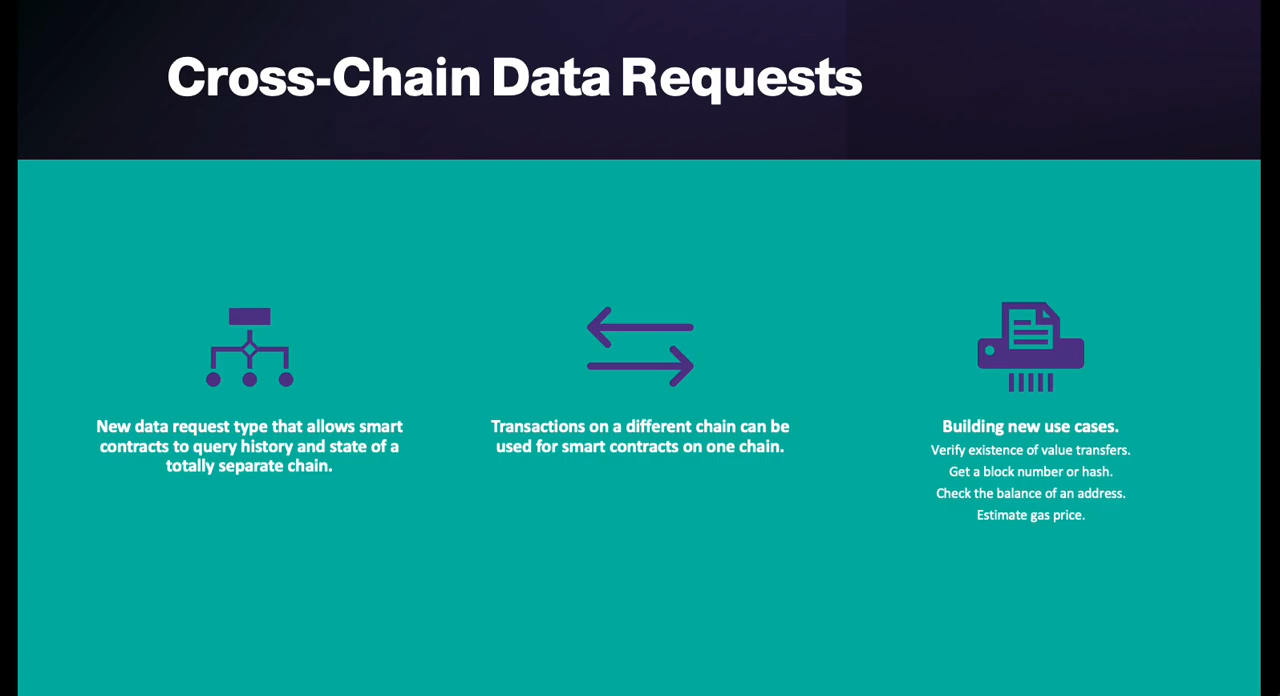 Cross-Chain Data Requests
New data request type that allows smart
contracts to query history and state of a
totally separate chain.
Transactions on a different chain can be
used for smart contracts on one chain.
Building new use cases.
Verify existence of value transfers.
Get a block number or hash.
Check the balance of an address.
Estimate gas price.